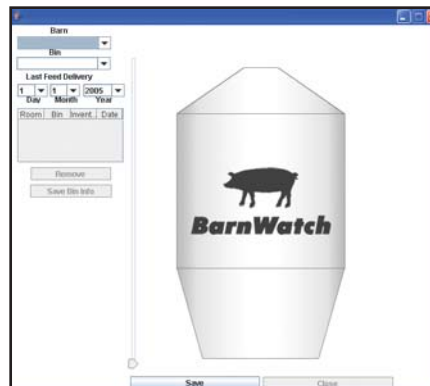 Barn
Bin
Last Feed Delivery
1 1 2005
Day Month Year
Room Bin Invent... Date
Remove
Save Bin Info
BarnWatch
Save Close